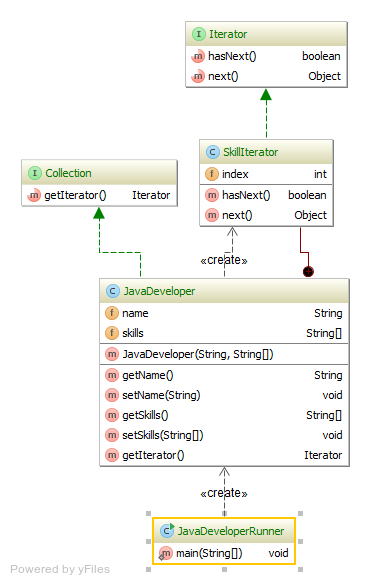 Iterator
hasNext() boolean
next() Object
SkillIterator
index int
hasNext() boolean
next() Object
Collection
getIterator() Iterator
«create»
JavaDeveloper
name String
skills String[]
JavaDeveloper(String, String[])
getName() String
setName(String) void
getSkills() String[]
setSkills(String[]) void
getIterator() Iterator
«create»
JavaDeveloperRunner
main(String[]) void
Powered by yFiles